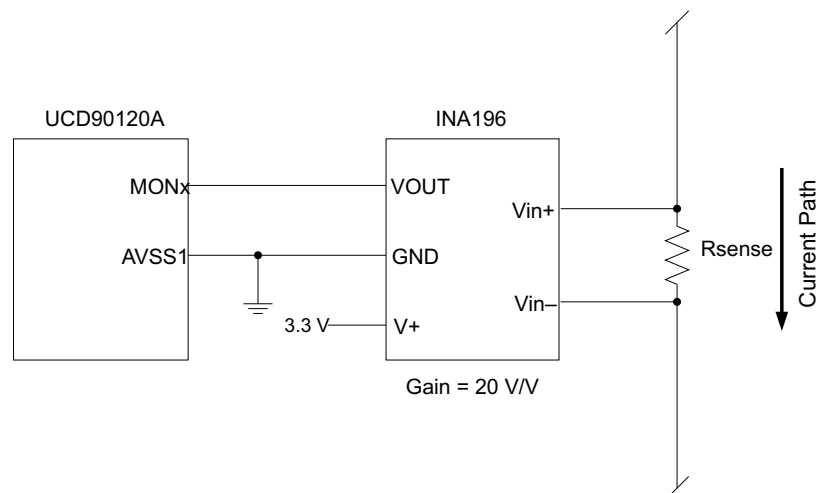 UCD90120A
INA196
MONx
VOUT
Vin+
AVSS1
GND
Rsense
Current Path
Vin–
3.3 V
V+
Gain = 20 V/V